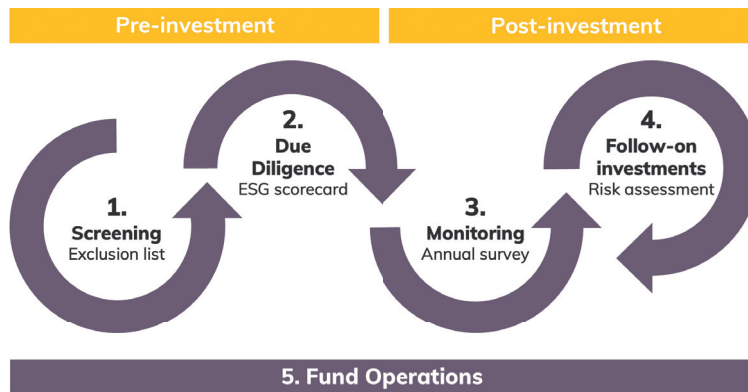 Pre-investment
Post-investment
1.
Screening
Exclusion list
2.
Due
Diligence
ESG scorecard
3.
Monitoring
Annual survey
4.
Follow-on
investments
Risk assessment
5. Fund Operations